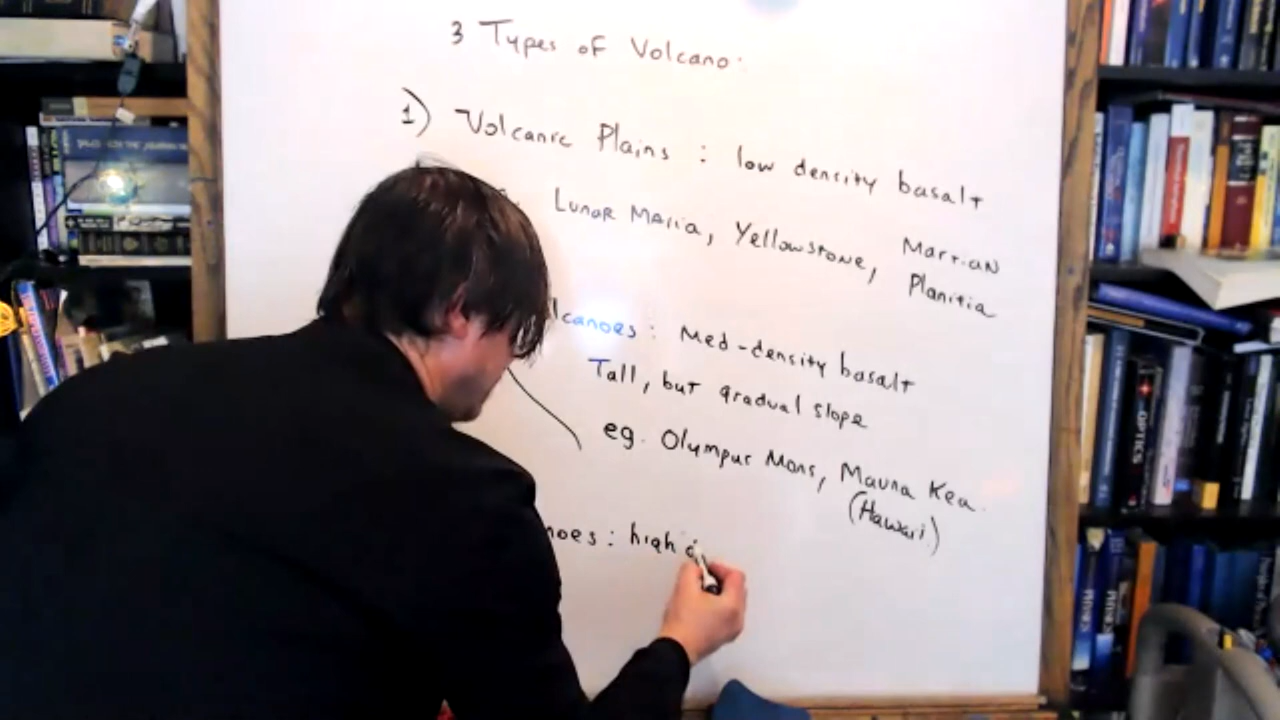 3 Types of Volcano:
1) Volcanic Plains : low density basalt
Lunar Maria, Yellowstone, Martian Planitia
lcanoes : Med-density basalt
Tall, but gradual slope
eg. Olympus Mons, Mauna Kea.
(Hawaii)
noes : high d
OPTICS